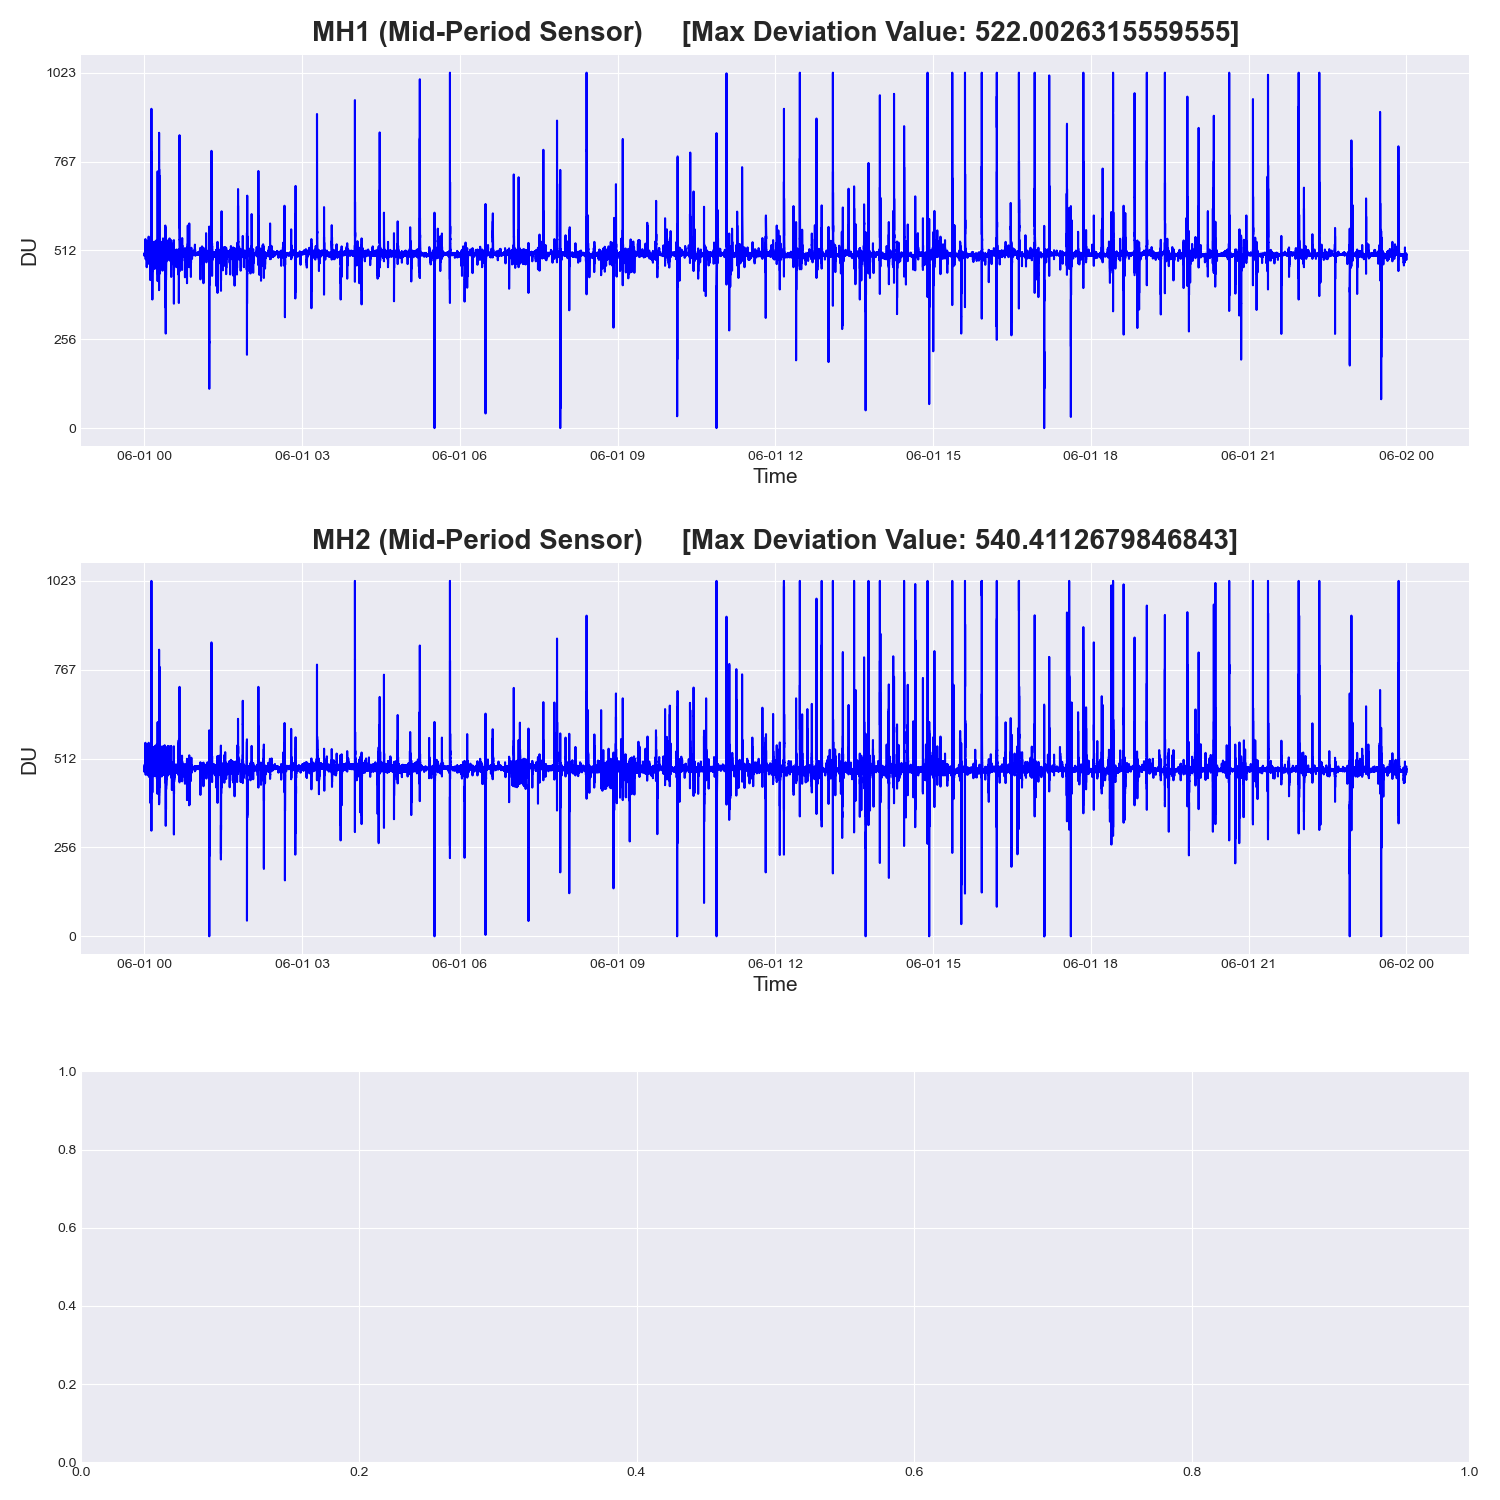 MH1 (Mid-Period Sensor) [Max Deviation Value: 522.0026315559555]
1023
767
512
256
0
DU
06-01 00 06-01 03 06-01 06 06-01 09 06-01 12 06-01 15 06-01 18 06-01 21 06-02 00
Time
MH2 (Mid-Period Sensor) [Max Deviation Value: 540.4112679846843]
1023
767
512
256
0
DU
06-01 00 06-01 03 06-01 06 06-01 09 06-01 12 06-01 15 06-01 18 06-01 21 06-02 00
Time
1.0
0.8
0.6
0.4
0.2
0.0
0.0 0.2 0.4 0.6 0.8 1.0